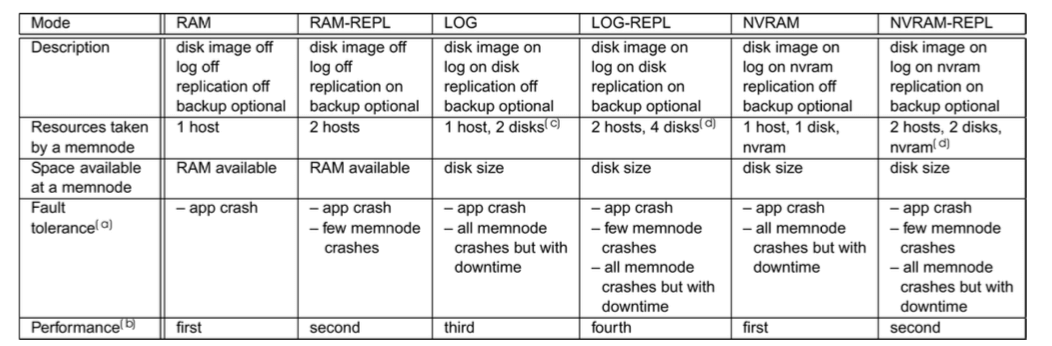 Mode RAM RAM-REPL LOG LOG-REPL NVRAM NVRAM-REPL
Description disk image off disk image off disk image on disk image on disk image on disk image on
log off log off log on disk log on disk log on nvram log on nvram
replication off replication on replication off replication on replication off replication on
backup optional backup optional backup optional backup optional backup optional backup optional
Resources taken 1 host 2 hosts 1 host, 2 disks(c) 2 hosts, 4 disks(d) 1 host, 1 disk, 2 hosts, 2 disks,
by a memnode nvram nvram(d)
Space available RAM available RAM available disk size disk size disk size disk size
at a memnode
Fault – app crash – app crash – app crash – app crash – app crash – app crash
tolerance(a) – few memnode – all memnode – few memnode – all memnode – few memnode
crashes crashes but with crashes crashes but with crashes
downtime – all memnode downtime – all memnode
crashes but with crashes but with
downtime downtime
Performance(b) first second third fourth first second